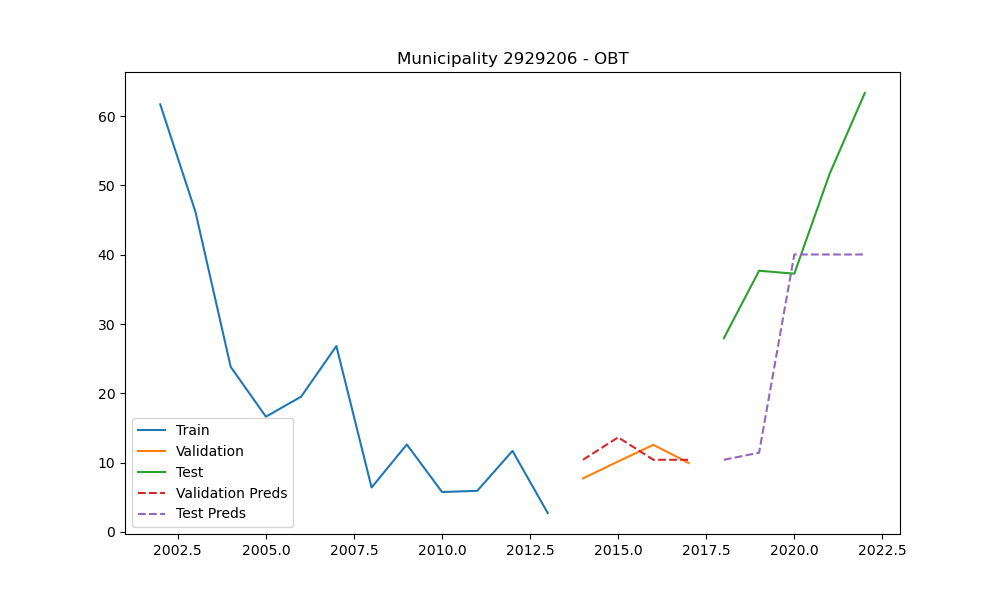 Municipality 2929206 - OBT
60
50
40
30
20
10
0
Train
Validation
Test
Validation Preds
Test Preds
2002.5 2005.0 2007.5 2010.0 2012.5 2015.0 2017.5 2020.0 2022.5